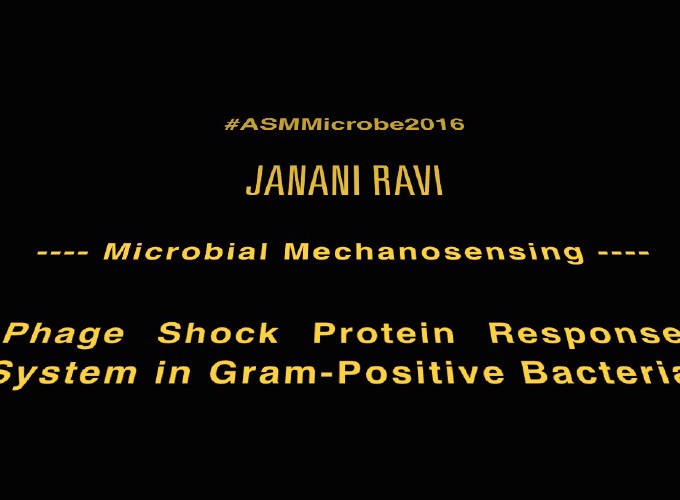 #ASMMicrobe2016
JANANI RAVI
---- Microbial Mechanosensing ----
Phage Shock Protein Response
System in Gram-Positive Bacteria